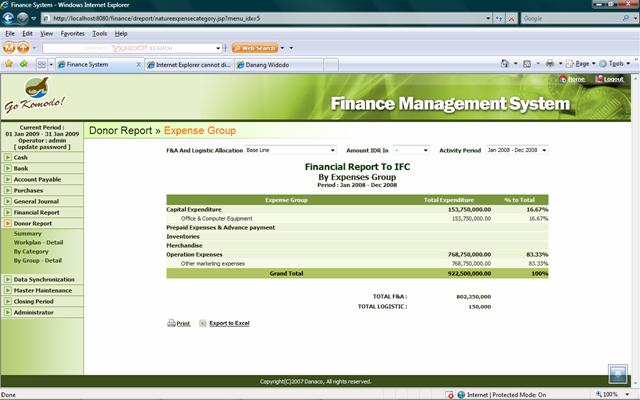 Finance System - Windows Internet Explorer
http://localhost:8080/finance/dreport/natureexpensecategory.jsp?menu_idx=5
Google
File Edit View Favorites Tools Help
YAHOO! SEARCH Web Search
Finance System Internet Explorer cannot di... Danang Widodo
Page Tools
Home Logout
Go Komodo!
Finance Management System
Current Period :
01 Jan 2009 - 31 Jan 2009
Operator : admin
[ update password ]
Cash
Bank
Account Payable
Purchases
General Journal
Financial Report
Donor Report
Summary
Workplan - Detail
By Category
By Group - Detail
Data Synchronization
Master Maintenance
Closing Period
Administrator
Donor Report » Expense Group
F&A And Logistic Allocation Base Line Amount IDR In - Activity Period Jan 2008 - Dec 2008
Financial Report To IFC
By Expenses Group
Period : Jan 2008 - Dec 2008
Expense Group Total Expenditure % to Total
Capital Expenditure 153,750,000.00 16.67%
Office & Computer Equipment 153,750,000.00 16.67%
Prepaid Expenses & Advance payment
Inventories
Merchandise
Operation Expenses 768,750,000.00 83.33%
Other marketing expenses 768,750,000.00 83.33%
Grand Total 922,500,000.00 100%
TOTAL F&A : 802,350,000
TOTAL LOGISTIC : 150,000
Print Export to Excel
Copyright(C)2007 Danaco, All rights reserved.
Done Internet | Protected Mode: On 100%